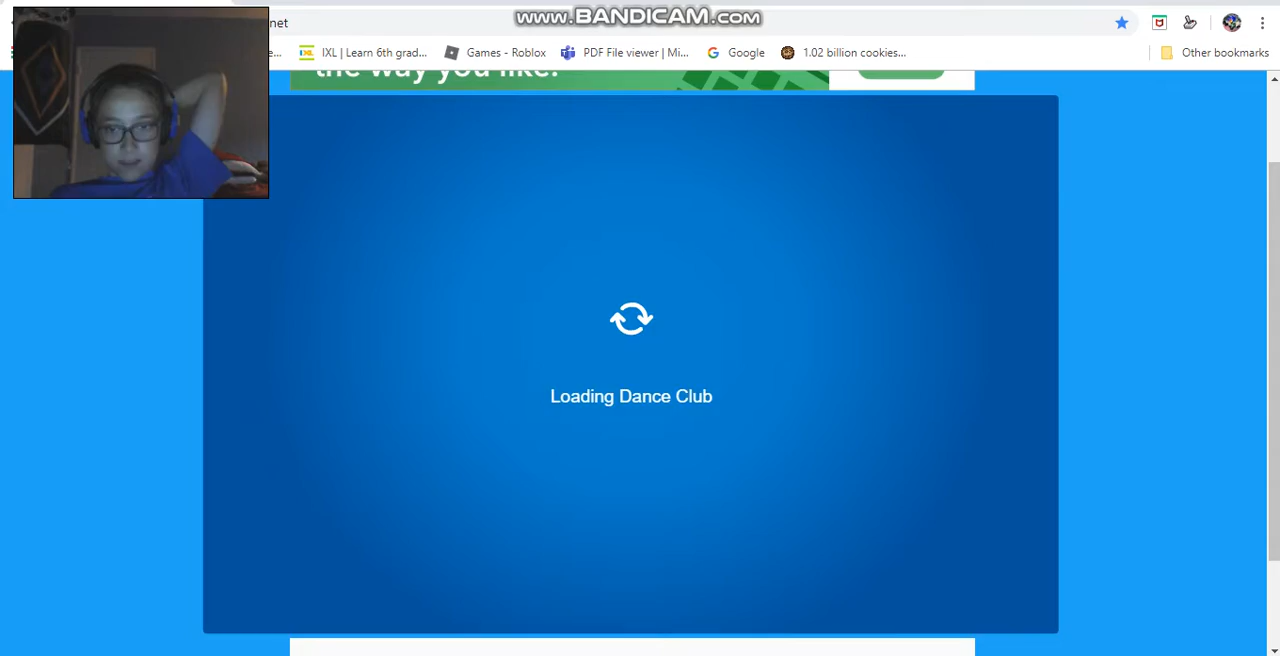 www.BANDICAM.com
net
e...
IXL | Learn 6th grad...
Games - Roblox
PDF File viewer | Mi...
Google
1.02 billion cookies...
Other bookmarks
the way you like.
Loading Dance Club